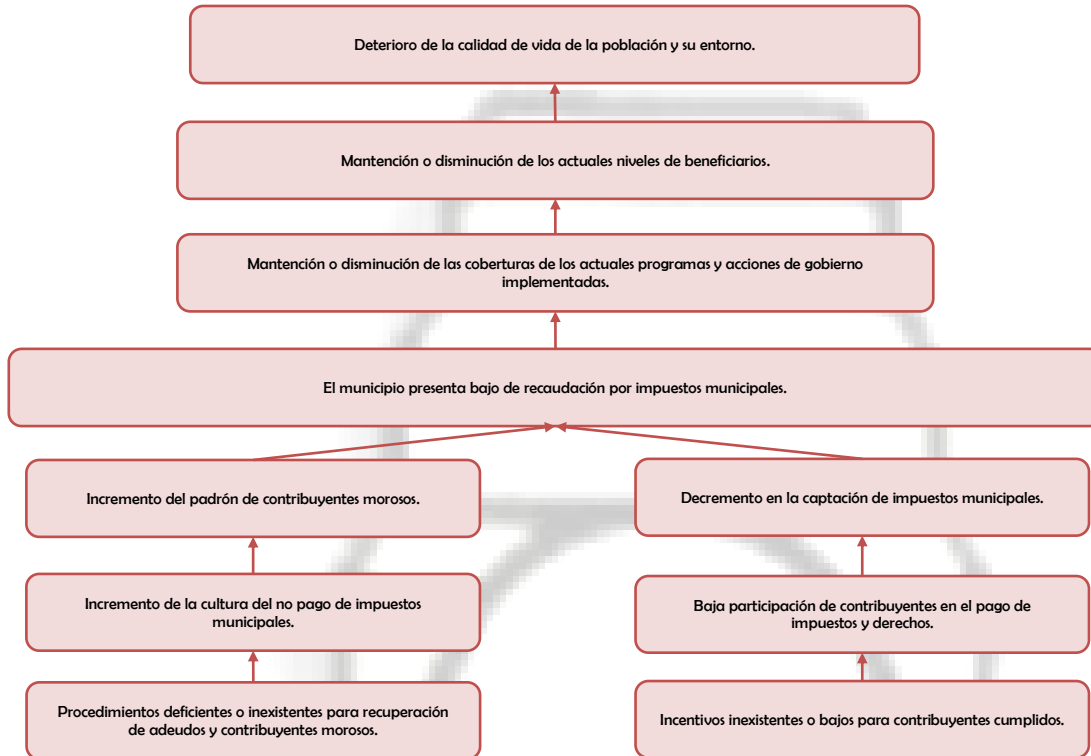 Deterioro de la calidad de vida de la población y su entorno.
Mantención o disminución de los actuales niveles de beneficiarios.
Mantención o disminución de las coberturas de los actuales programas y acciones de gobierno
implementadas.
El municipio presenta bajo de recaudación por impuestos municipales.
Incremento del padrón de contribuyentes morosos.
Decremento en la captación de impuestos municipales.
Incremento de la cultura del no pago de impuestos
municipales.
Baja participación de contribuyentes en el pago de
impuestos y derechos.
Procedimientos deficientes o inexistentes para recuperación
de adeudos y contribuyentes morosos.
Incentivos inexistentes o bajos para contribuyentes cumplidos.